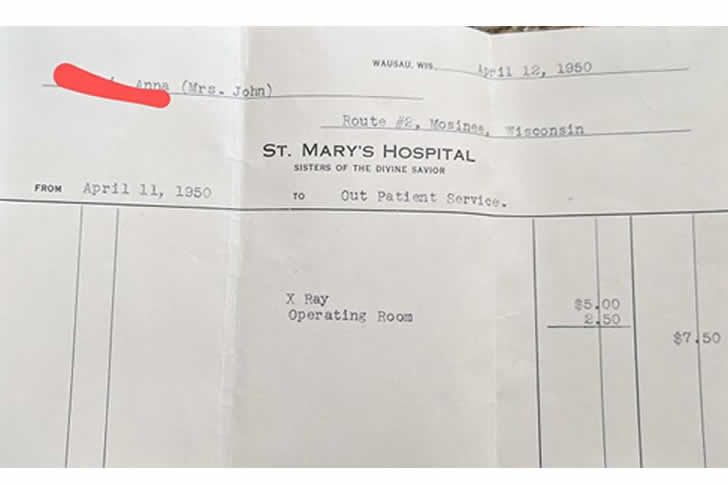 WAUSAU, WIS. April 12, 1950
Anna (Mrs. John)
Route #2, Mosinee, Wisconsin
ST. MARY'S HOSPITAL
SISTERS OF THE DIVINE SAVIOR
FROM April 11, 1950 TO Out Patient Service.
X Ray $5.00
Operating Room 2.50
$7.50